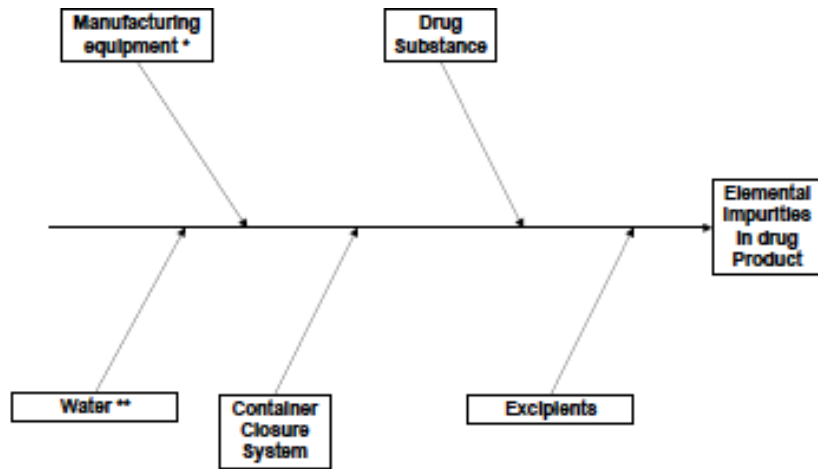 Manufacturing
equipment *
Drug
Substance
Elemental
Impurities
in drug
Product
Water **
Container
Closure
System
Excipients